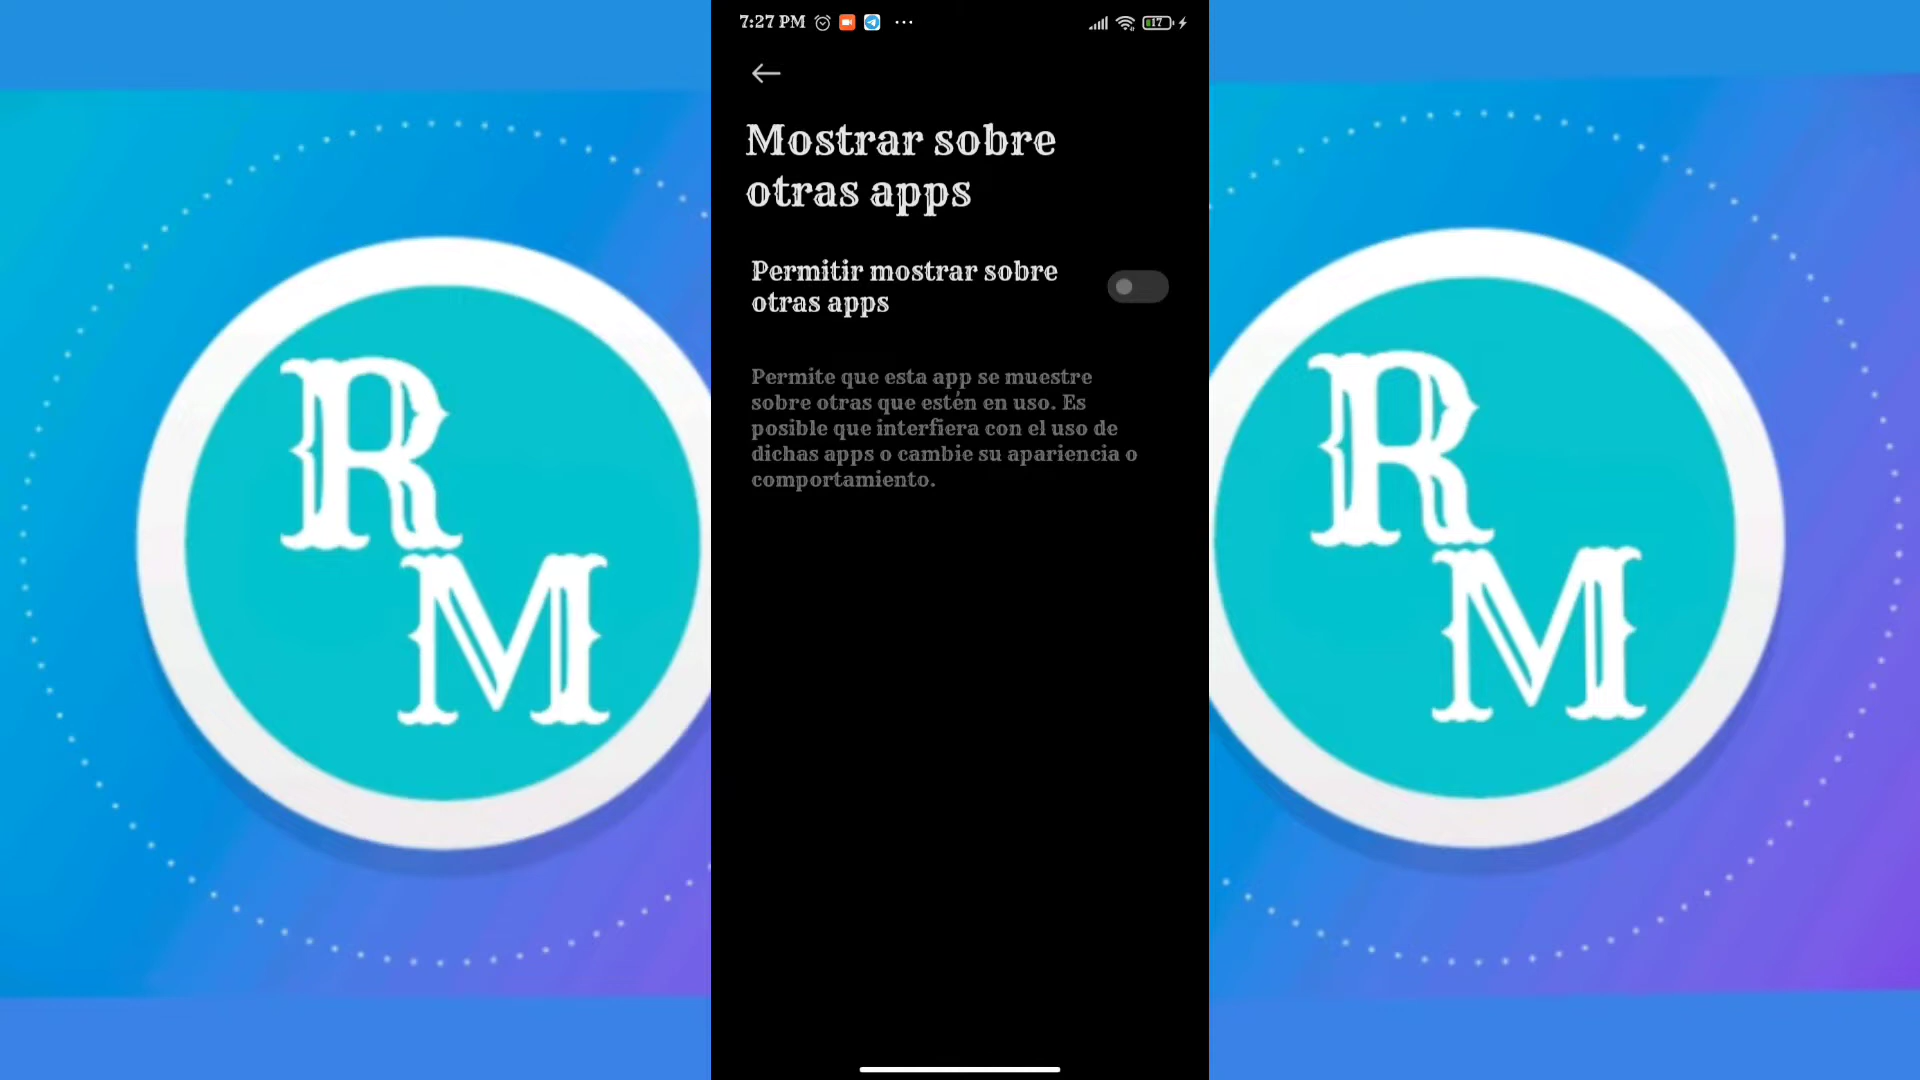 7:27 PM
17
Mostrar sobre
otras apps
Permitir mostrar sobre
otras apps
Permite que esta app se muestre
sobre otras que estén en uso. Es
posible que interfiera con el uso de
dichas apps o cambie su apariencia o
comportamiento.
R
M
R
M